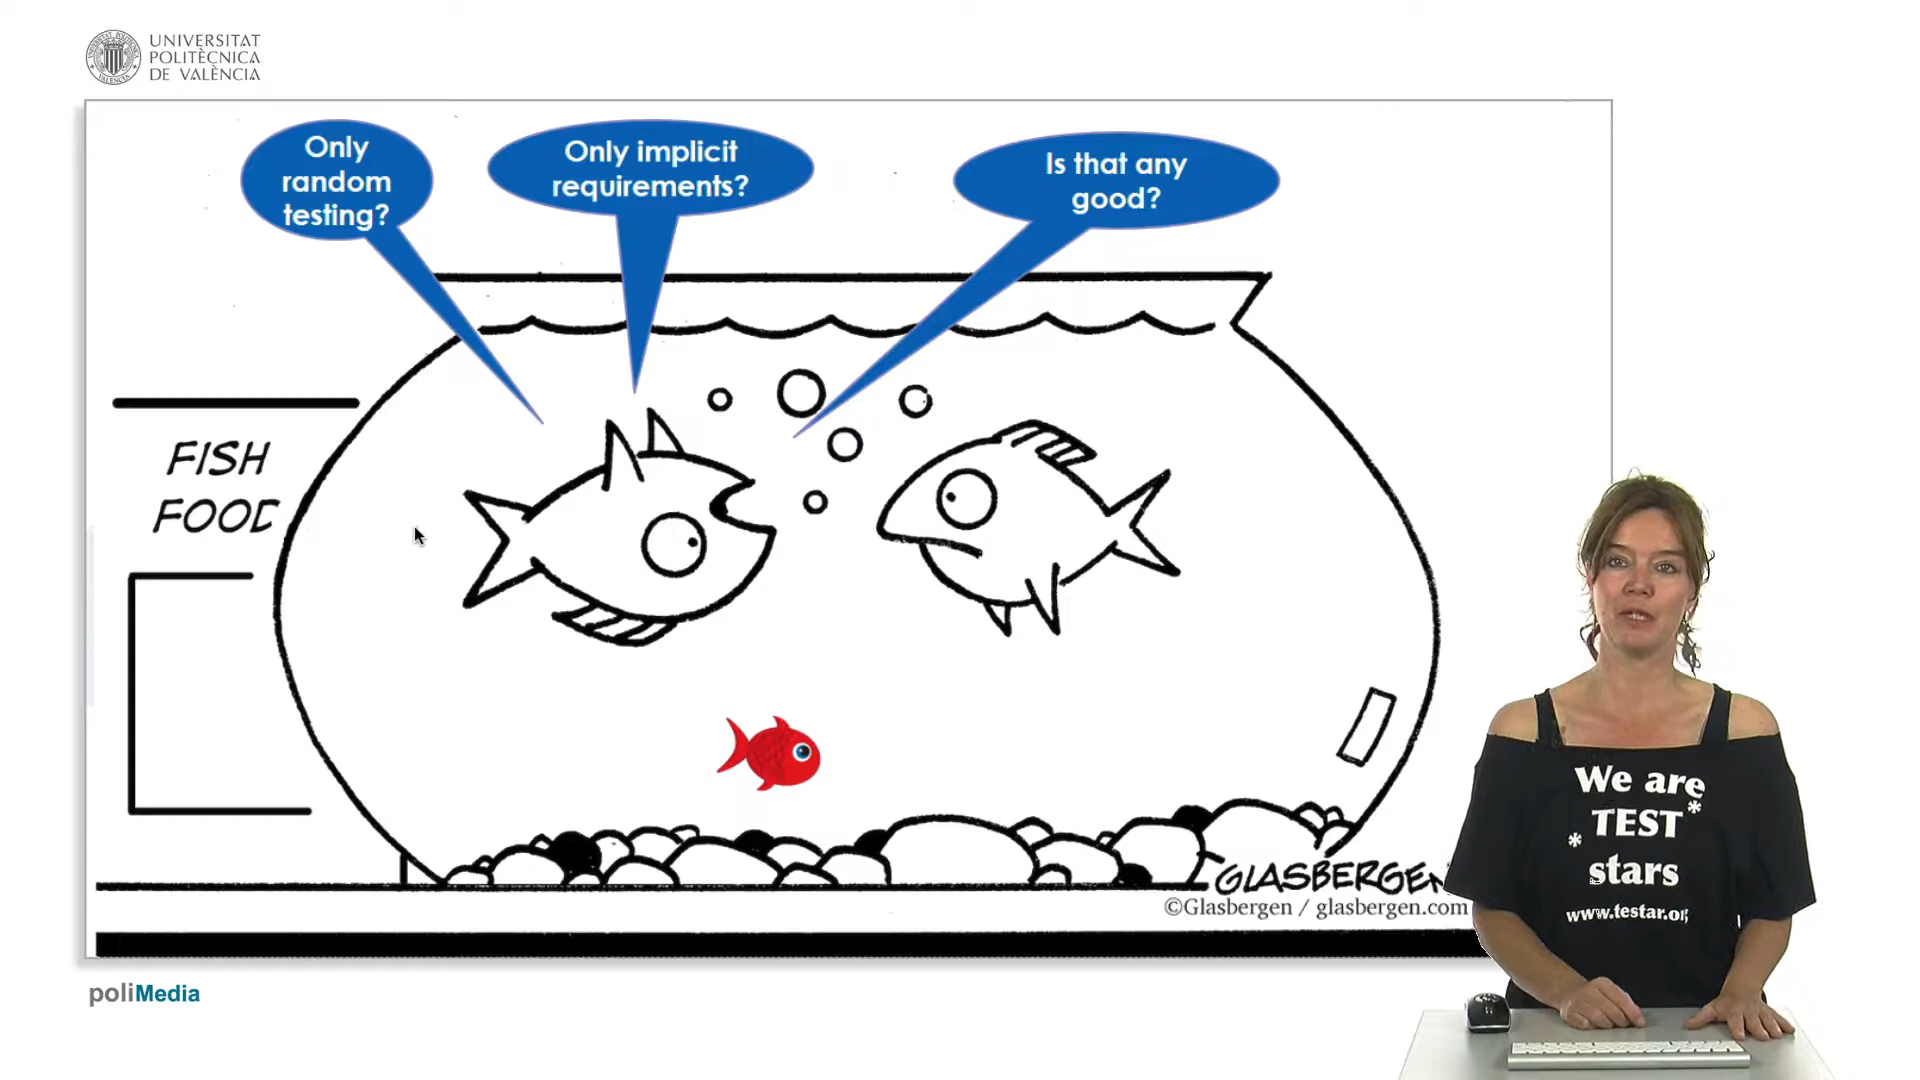 UNIVERSITAT
POLITÈCNICA
DE VALÈNCIA
Only
random
testing?
Only implicit
requirements?
Is that any
good?
FISH
FOOD
GLASBERGEN
©Glasbergen / glasbergen.com
We are
* TEST *
stars
www.testar.org
poliMedia